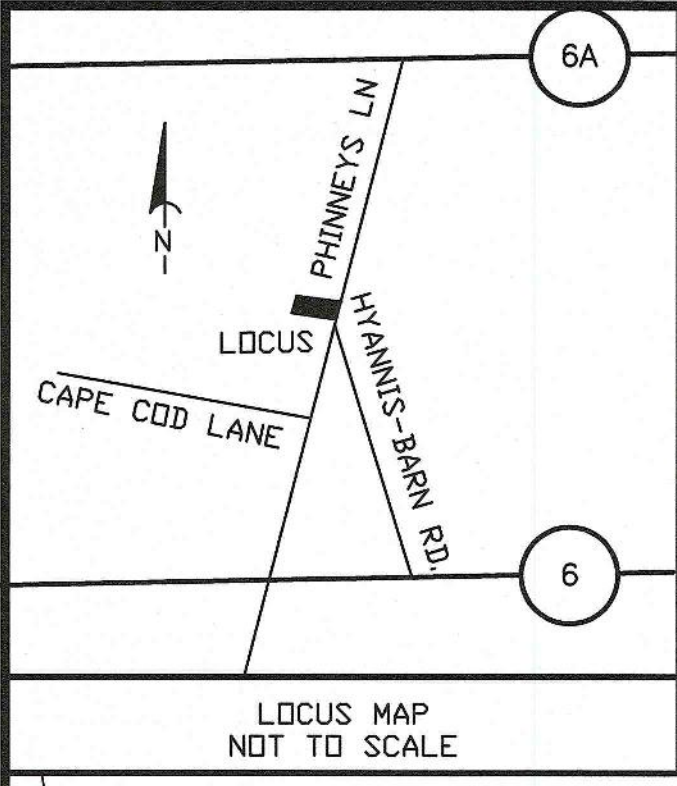 6A
PHINNEYS LN
N
LOCUS
HYANNIS-BARN RD.
CAPE COD LANE
6
LOCUS MAP
NOT TO SCALE